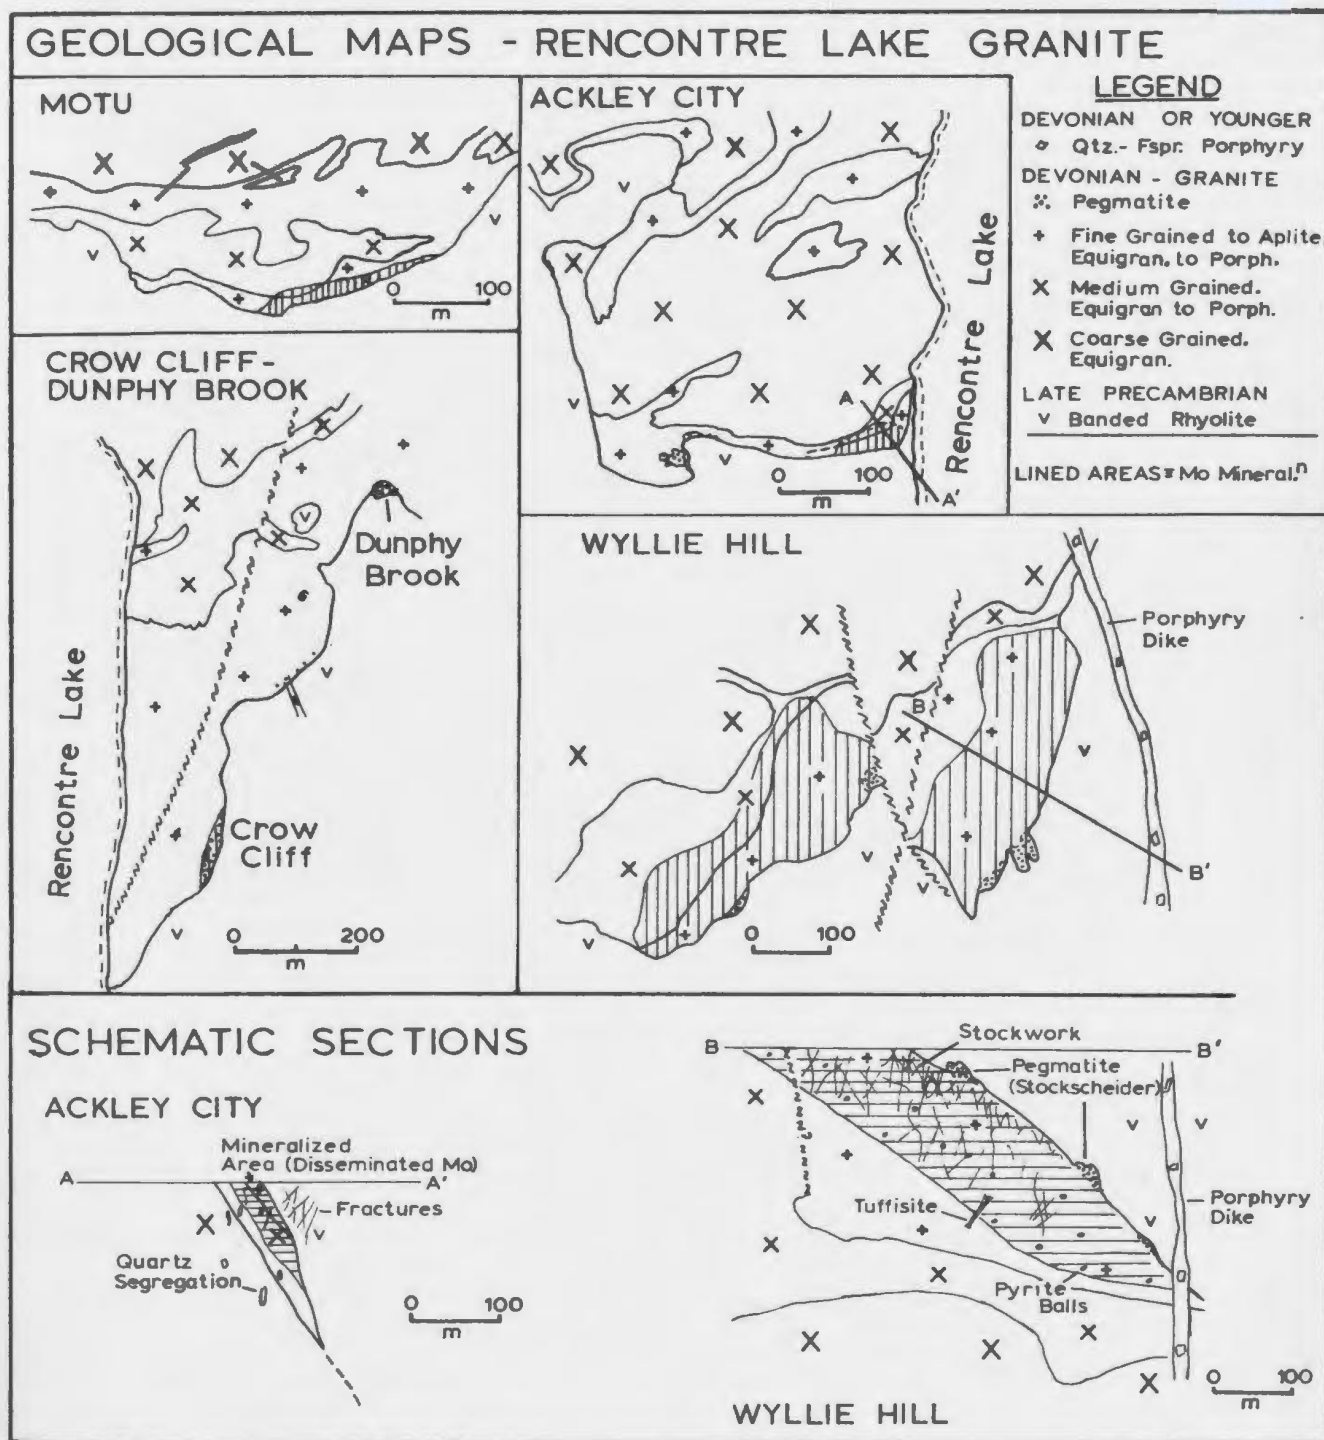 GEOLOGICAL MAPS - RENCONTRE LAKE GRANITE
MOTU
0 100
m
ACKLEY CITY
Rencontre Lake
A
A'
0 100
m
LEGEND
DEVONIAN OR YOUNGER
Qtz.- Fspr. Porphyry
DEVONIAN - GRANITE
Pegmatite
+ Fine Grained to Aplite
Equigran. to Porph.
x Medium Grained.
Equigran to Porph.
X Coarse Grained.
Equigran.
LATE PRECAMBRIAN
v Banded Rhyolite
LINED AREAS = Mo Mineral.ⁿ
CROW CLIFF-
DUNPHY BROOK
Dunphy
Brook
Rencontre Lake
Crow
Cliff
0 200
m
WYLLIE HILL
Porphyry
Dike
B
B'
0 100
m
SCHEMATIC SECTIONS
ACKLEY CITY
Mineralized
Area (Disseminated Mo)
A A'
Fractures
Quartz
Segregation
0 100
m
B B'
Stockwork
Pegmatite
(Stockscheider)
Tuffisite
Porphyry
Dike
Pyrite
Balls
0 100
m
WYLLIE HILL